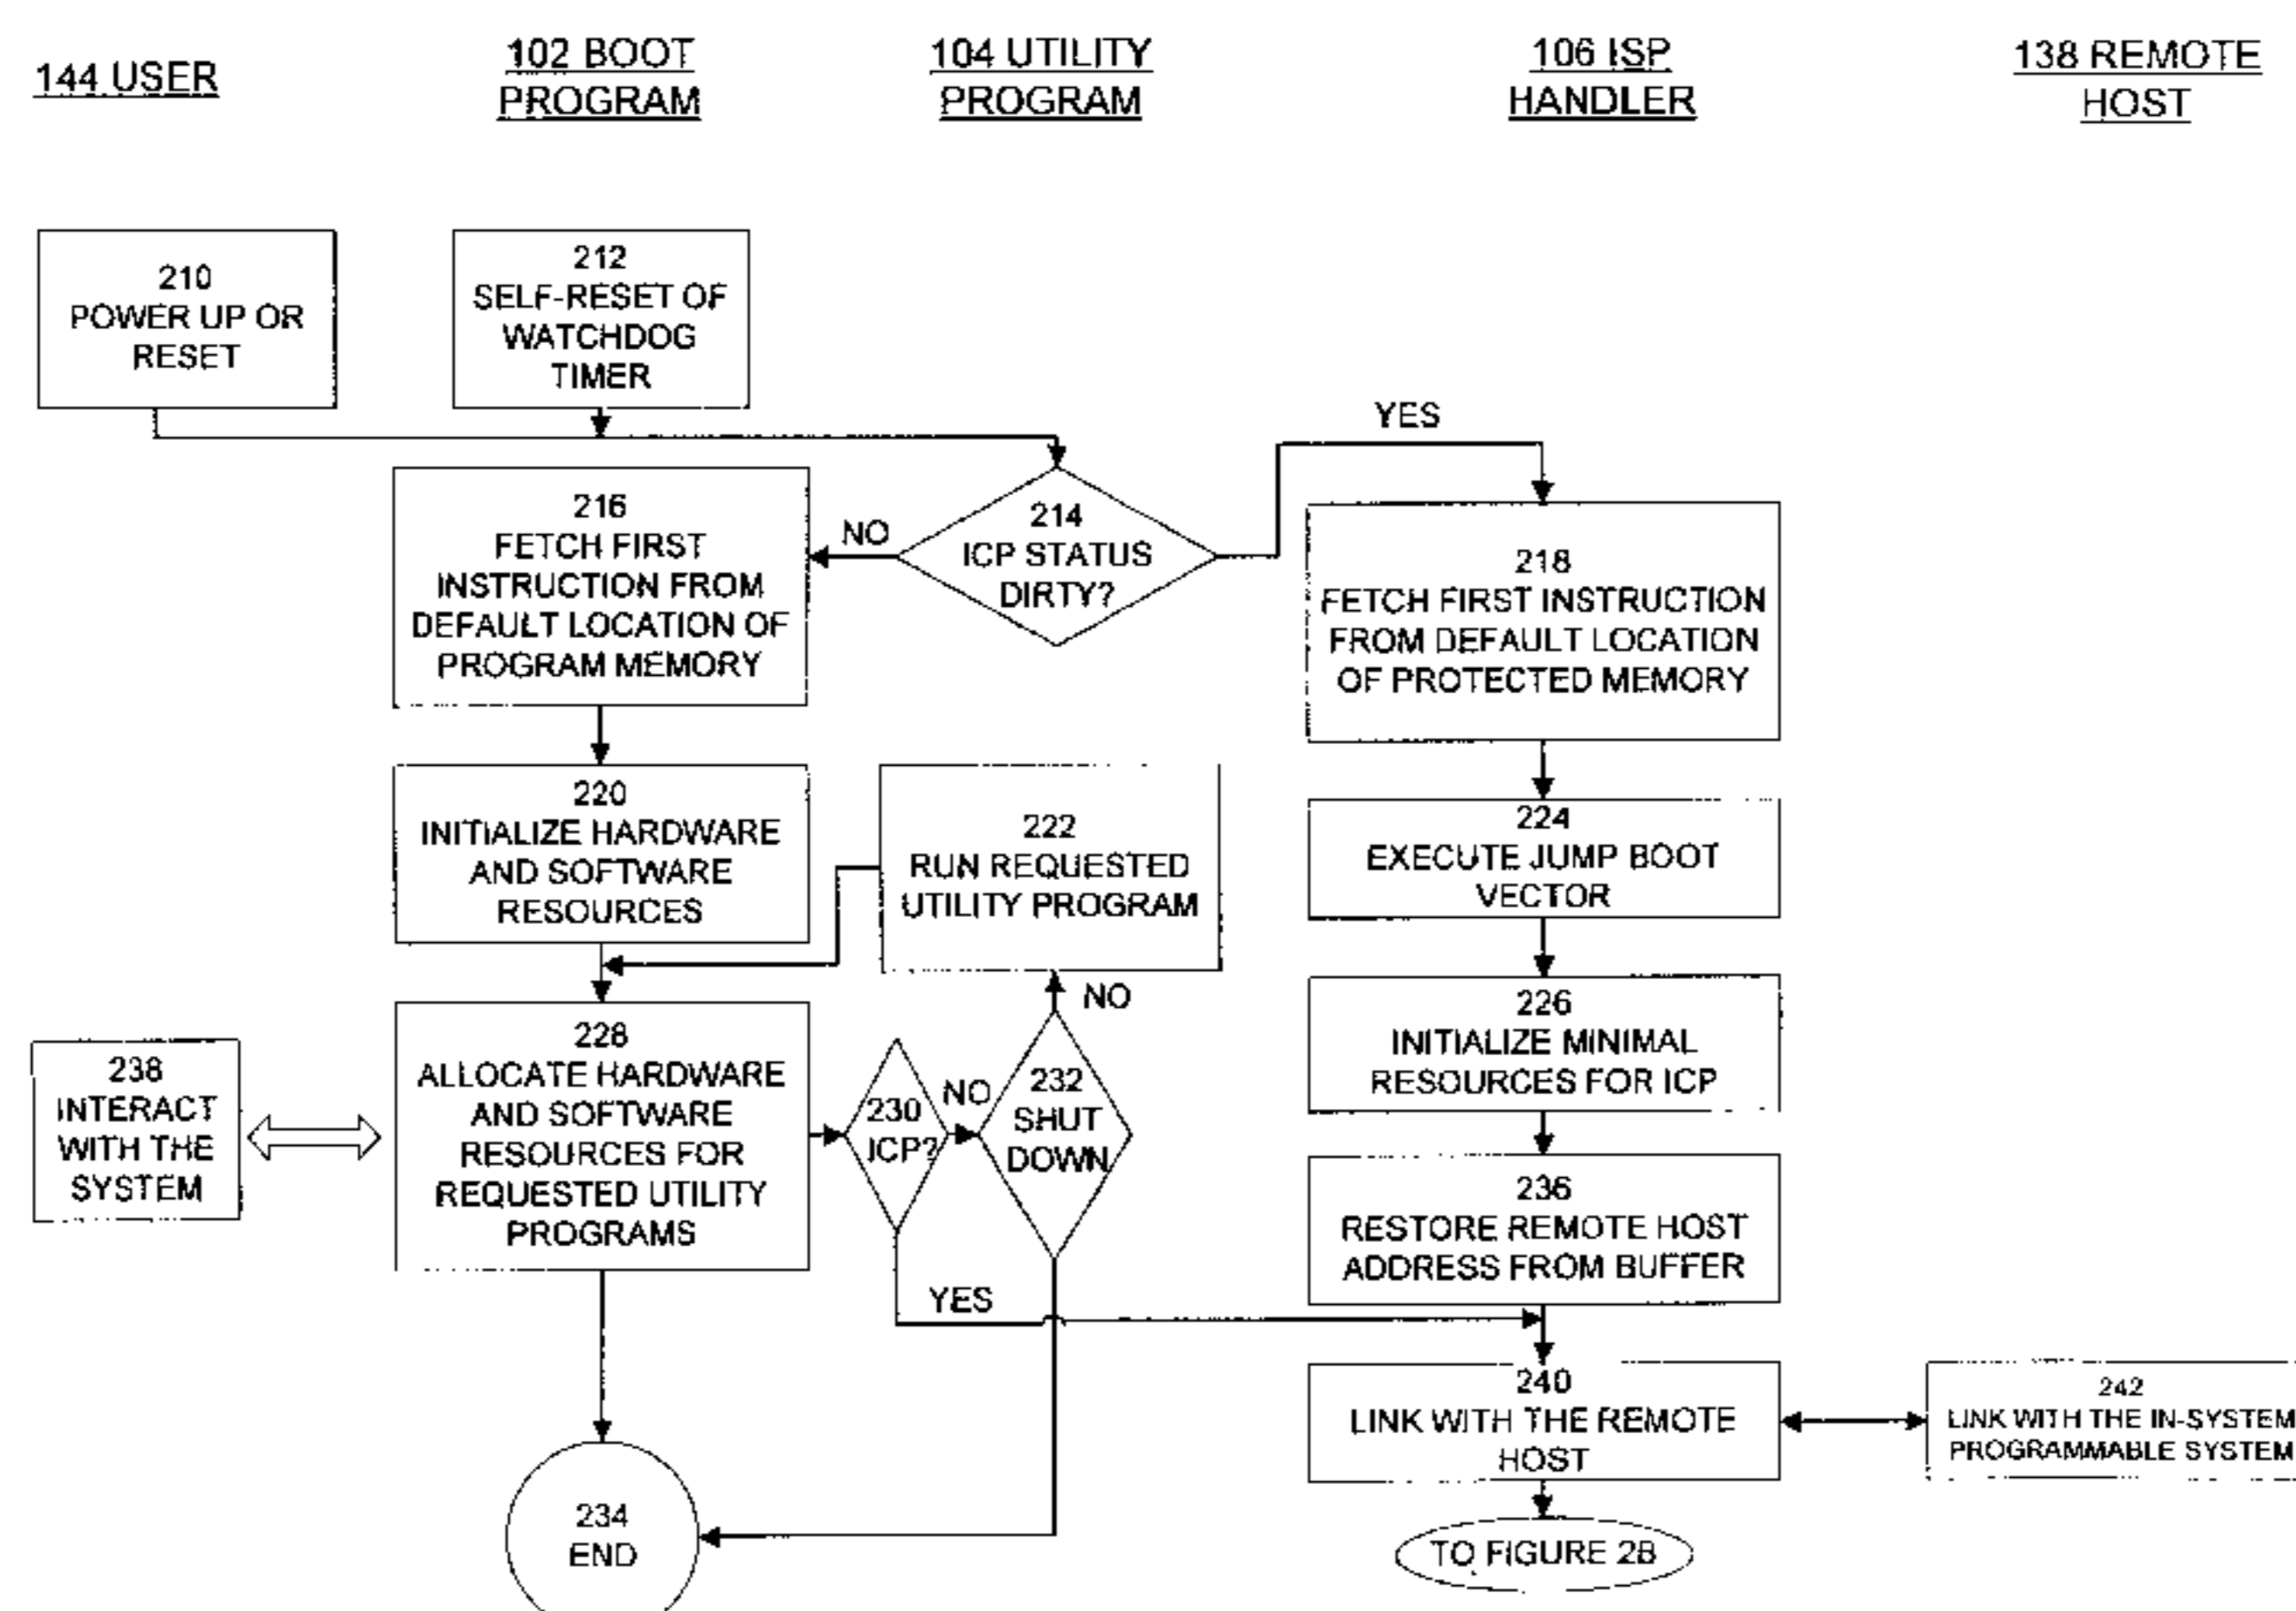 144 USER
102 BOOT
PROGRAM
104 UTILITY
PROGRAM
106 ISP
HANDLER
138 REMOTE
HOST
210
POWER UP OR
RESET
212
SELF-RESET OF
WATCHDOG
TIMER
YES
216
FETCH FIRST
INSTRUCTION FROM
DEFAULT LOCATION OF
PROGRAM MEMORY
NO
214
ICP STATUS
DIRTY?
218
FETCH FIRST INSTRUCTION
FROM DEFAULT LOCATION
OF PROTECTED MEMORY
220
INITIALIZE HARDWARE
AND SOFTWARE
RESOURCES
222
RUN REQUESTED
UTILITY PROGRAM
224
EXECUTE JUMP BOOT
VECTOR
NO
226
INITIALIZE MINIMAL
RESOURCES FOR ICP
238
INTERACT
WITH THE
SYSTEM
228
ALLOCATE HARDWARE
AND SOFTWARE
RESOURCES FOR
REQUESTED UTILITY
PROGRAMS
230
ICP?
NO
232
SHUT
DOWN
236
RESTORE REMOTE HOST
ADDRESS FROM BUFFER
YES
240
LINK WITH THE REMOTE
HOST
242
LINK WITH THE IN-SYSTEM
PROGRAMMABLE SYSTEM
234
END
TO FIGURE 2B